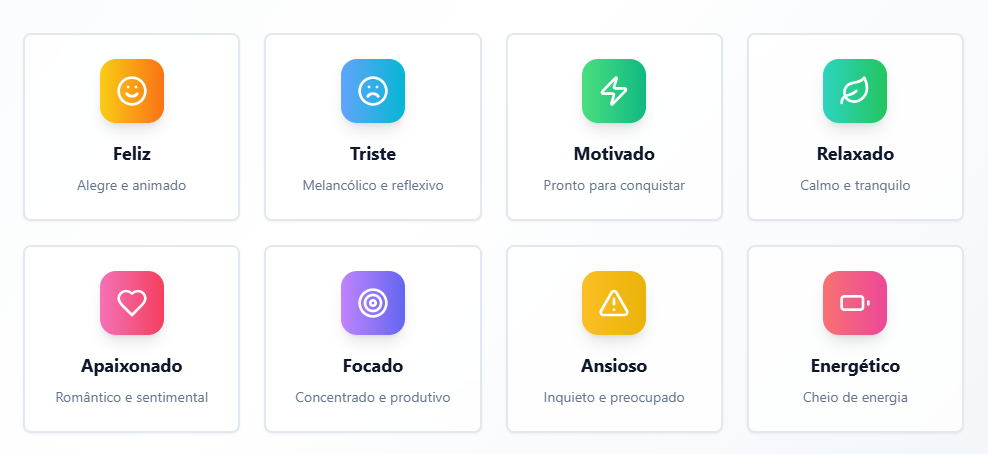 Feliz
Alegre e animado
Triste
Melancólico e reflexivo
Motivado
Pronto para conquistar
Relaxado
Calmo e tranquilo
Apaixonado
Romântico e sentimental
Focado
Concentrado e produtivo
Ansioso
Inquieto e preocupado
Energético
Cheio de energia